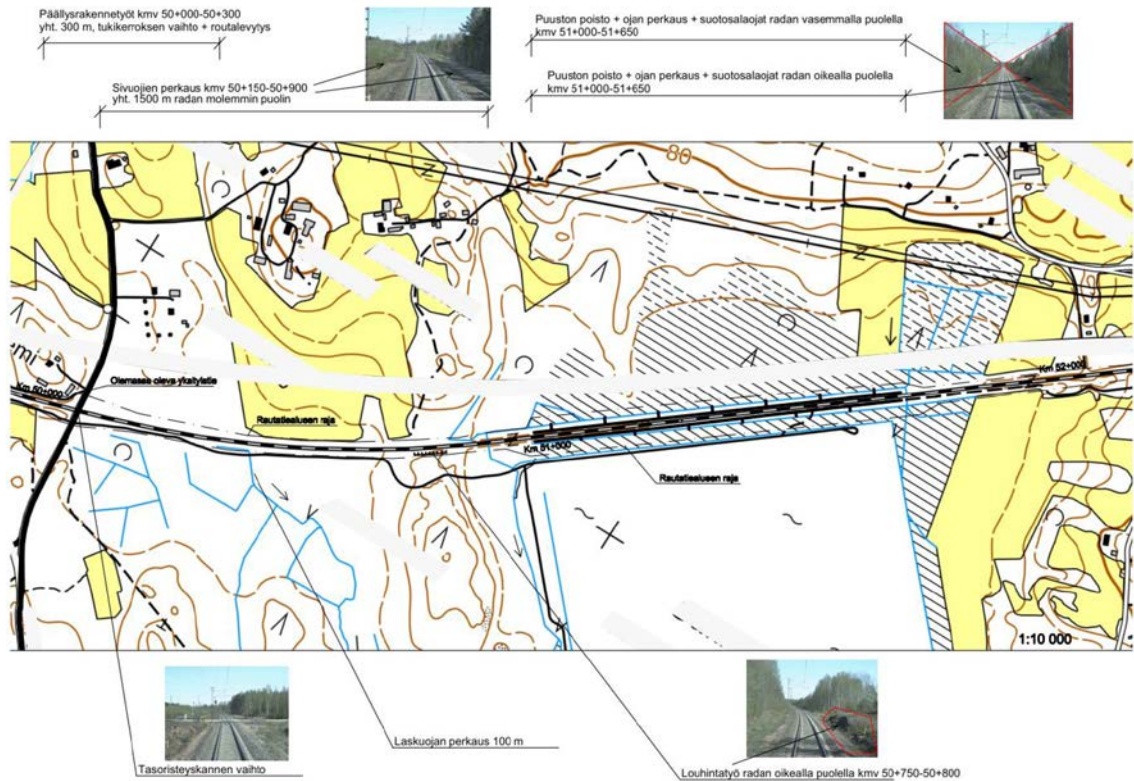 Päällysrakennetyöt kmv 50+000-50+300
yht. 300 m, tukikerroksen vaihto + routalevytys
Sivuojien perkaus kmv 50+150-50+900
yht. 1500 m radan molemmin puolin
Puuston poisto + ojan perkaus + suotosalaojat radan vasemmalla puolella
kmv 51+000-51+650
Puuston poisto + ojan perkaus + suotosalaojat radan oikealla puolella
kmv 51+000-51+650
80
Km 50+000
Olemassa oleva yksityistie
Rautatiealueen raja
Km 51+000
Rautatiealueen raja
Km 52+000
1:10 000
Tasoristeyskannen vaihto
Laskuojan perkaus 100 m
Louhintatyö radan oikealla puolella kmv 50+750-50+800